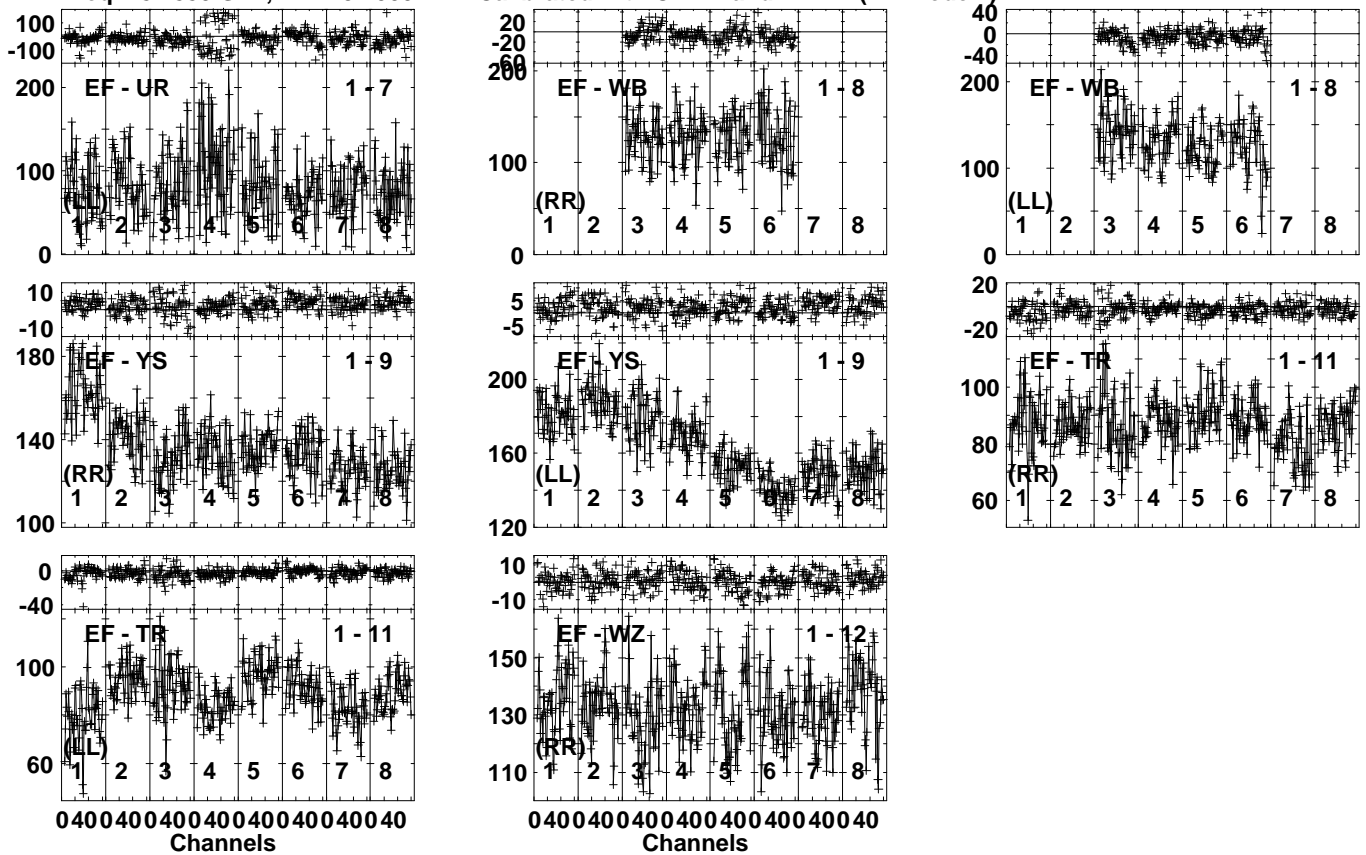 100 -100 20 -20 -60 40 0 -40
EF - UR 1 - 7 EF - WB 1 - 8 EF - WB 1 - 8
200 100 0 200 100 0 200 100 0
(LL) (RR) (LL)
1 2 3 4 5 6 7 8 1 2 3 4 5 6 7 8 1 2 3 4 5 6 7 8
10 -10 5 -5 20 -20
EF - YS 1 - 9 EF - YS 1 - 9 EF - TR 1 - 11
180 140 100 200 160 120 100 80 60
(RR) (LL) (RR)
1 2 3 4 5 6 7 8 1 2 3 4 5 6 7 8 1 2 3 4 5 6 7 8
0 -40 10 -10
EF - TR 1 - 11 EF - WZ 1 - 12
100 60 150 130 110
(LL) (RR)
1 2 3 4 5 6 7 8 1 2 3 4 5 6 7 8
0 40 0 40 0 40 0 40 0 40 0 40 0 40 0 40 0 40 0 40 0 40 0 40 0 40 0 40 0 40 0 40
Channels Channels